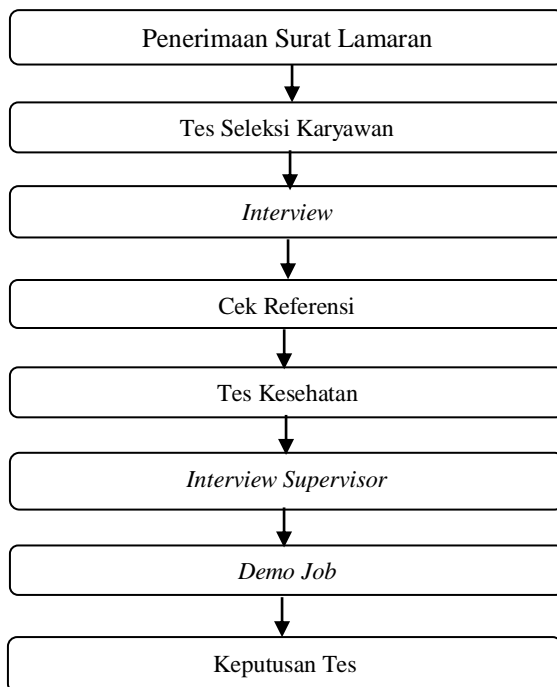 Penerimaan Surat Lamaran
Tes Seleksi Karyawan
Interview
Cek Referensi
Tes Kesehatan
Interview Supervisor
Demo Job
Keputusan Tes